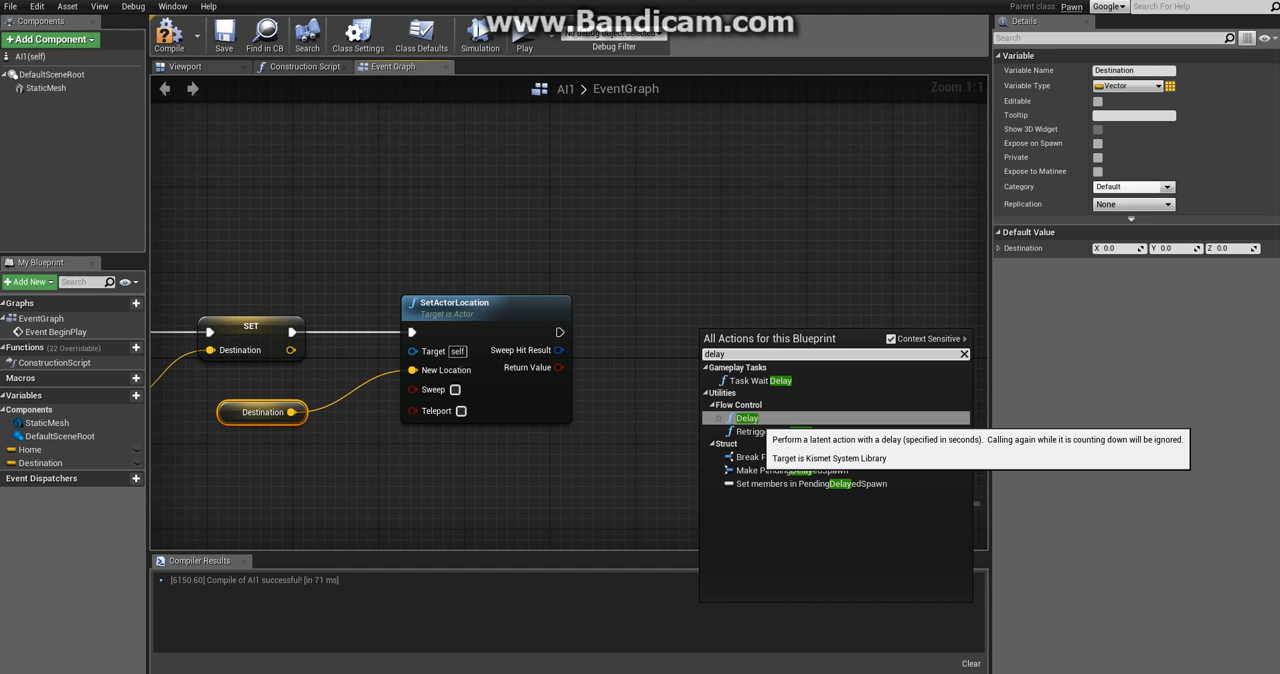 File Edit Asset View Debug Window Help
www.Bandicam.com
Parent class: Pawn Google Search For Help
Components
+Add Component
AI1(self)
DefaultSceneRoot
StaticMesh
Compile Save Find in CB Search Class Settings Class Defaults Simulation Play
Debug Filter
Viewport Construction Script Event Graph
AI1 > EventGraph
Zoom 1:1
Details
Search
Variable
Variable Name Destination
Variable Type Vector
Editable
Tooltip
Show 3D Widget
Expose on Spawn
Private
Expose to Matinee
Category Default
Replication None
Default Value
Destination X 0.0 Y 0.0 Z 0.0
My Blueprint
+Add New Search
Graphs
EventGraph
Event BeginPlay
Functions (22 Overridable)
ConstructionScript
Macros
Variables
Components
StaticMesh
DefaultSceneRoot
Home
Destination
Event Dispatchers
SET
Destination
Destination
SetActorLocation
Target is Actor
Target self
Sweep Hit Result
New Location
Return Value
Sweep
Teleport
All Actions for this Blueprint
Context Sensitive
delay
Gameplay Tasks
Task Wait Delay
Utilities
Flow Control
Delay
Perform a latent action with a delay (specified in seconds). Calling again while it is counting down will be ignored.
Target is Kismet System Library
Struct
Set members in PendingDelayedSpawn
Compiler Results
[6150.60] Compile of AI1 successful! [in 71 ms]
Clear